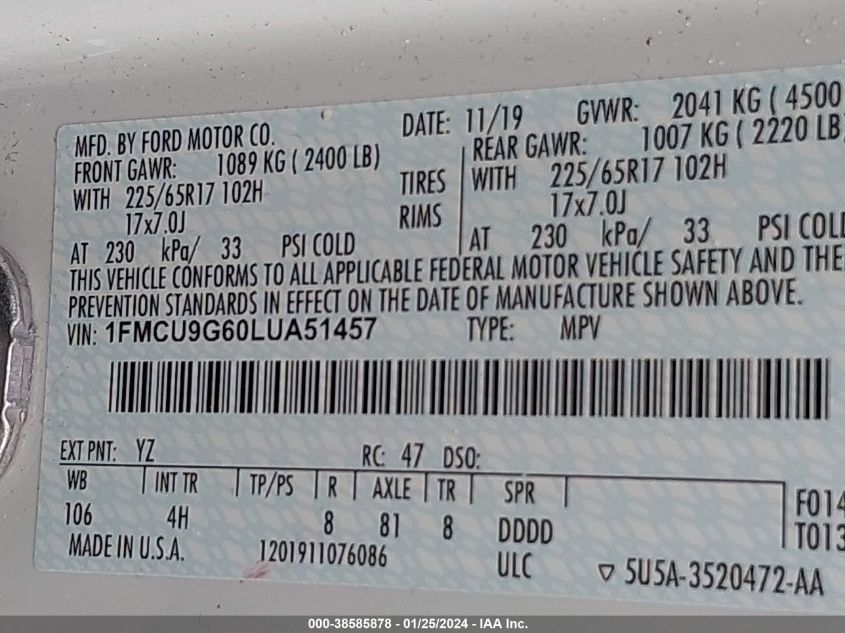 MFD. BY FORD MOTOR CO. DATE: 11/19 GVWR: 2041 KG ( 4500
FRONT GAWR: 1089 KG ( 2400 LB) REAR GAWR: 1007 KG ( 2220 LB)
WITH 225/65R17 102H TIRES WITH 225/65R17 102H
17x7.0J RIMS 17x7.0J
AT 230 kPa/ 33 PSI COLD AT 230 kPa/ 33 PSI COLD
THIS VEHICLE CONFORMS TO ALL APPLICABLE FEDERAL MOTOR VEHICLE SAFETY AND THE
PREVENTION STANDARDS IN EFFECT ON THE DATE OF MANUFACTURE SHOWN ABOVE.
VIN: 1FMCU9G60LUA51457 TYPE: MPV
EXT PNT: YZ RC: 47 DSO:
WB INT TR TP/PS R AXLE TR SPR
106 4H 8 81 8 DDDD F014
T013
MADE IN U.S.A. 1201911076086 ULC ▽ 5U5A-3520472-AA
000-38585878 - 01/25/2024 - IAA Inc.